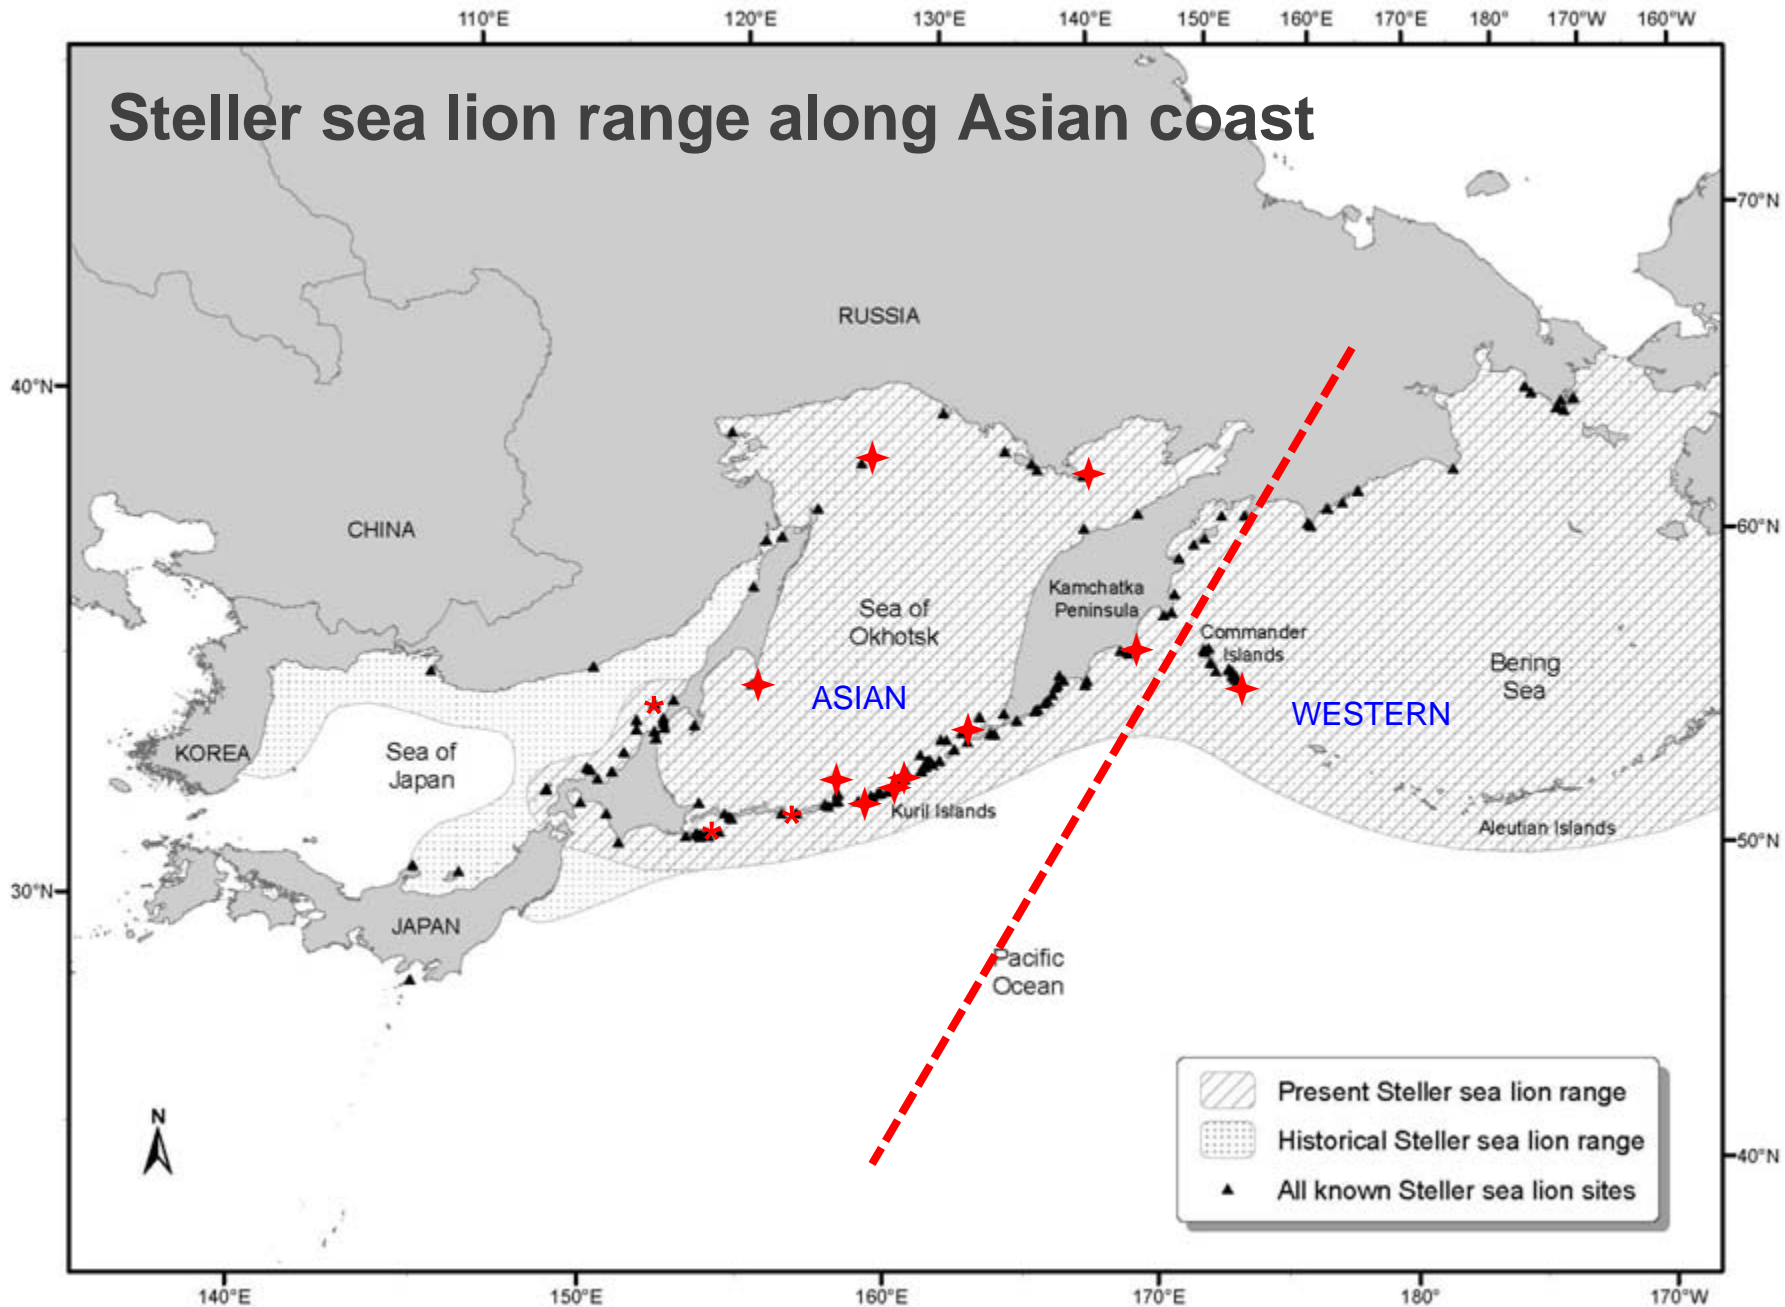 110°E 120°E 130°E 140°E 150°E 160°E 170°E 180° 170°W 160°W
Steller sea lion range along Asian coast
70°N
RUSSIA
40°N
CHINA
60°N
Kamchatka
Peninsula
Sea of
Okhotsk
Commander
Islands
Bering
Sea
ASIAN
WESTERN
KOREA
Sea of
Japan
Kuril Islands
Aleutian Islands
50°N
30°N
JAPAN
Pacific
Ocean
N
Present Steller sea lion range
Historical Steller sea lion range
40°N
All known Steller sea lion sites
140°E 150°E 160°E 170°E 180° 170°W